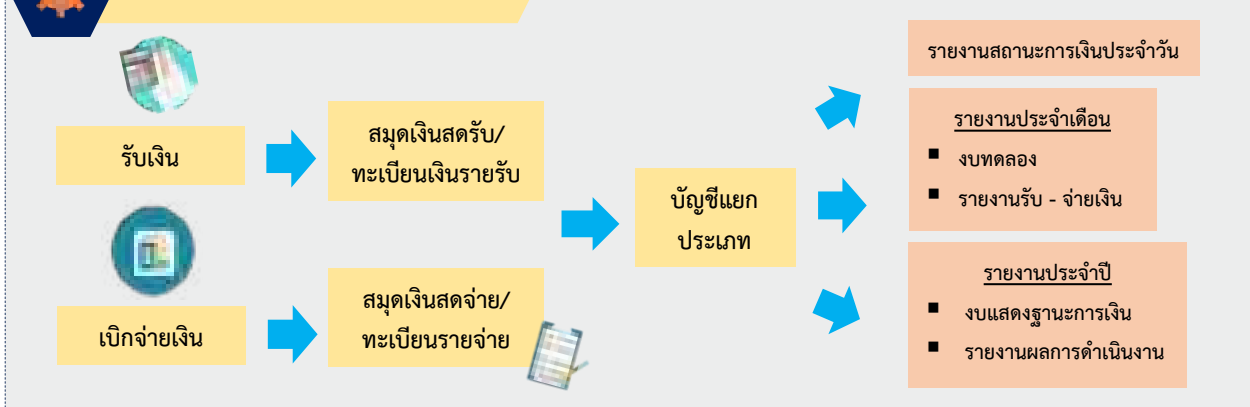 รับเงิน
สมุดเงินสดรับ/
ทะเบียนเงินรายรับ
เบิกจ่ายเงิน
สมุดเงินสดจ่าย/
ทะเบียนรายจ่าย
บัญชีแยก
ประเภท
รายงานสถานะการเงินประจำวัน
รายงานประจำเดือน
▪ งบทดลอง
▪ รายงานรับ - จ่ายเงิน
รายงานประจำปี
▪ งบแสดงฐานะการเงิน
▪ รายงานผลการดำเนินงาน